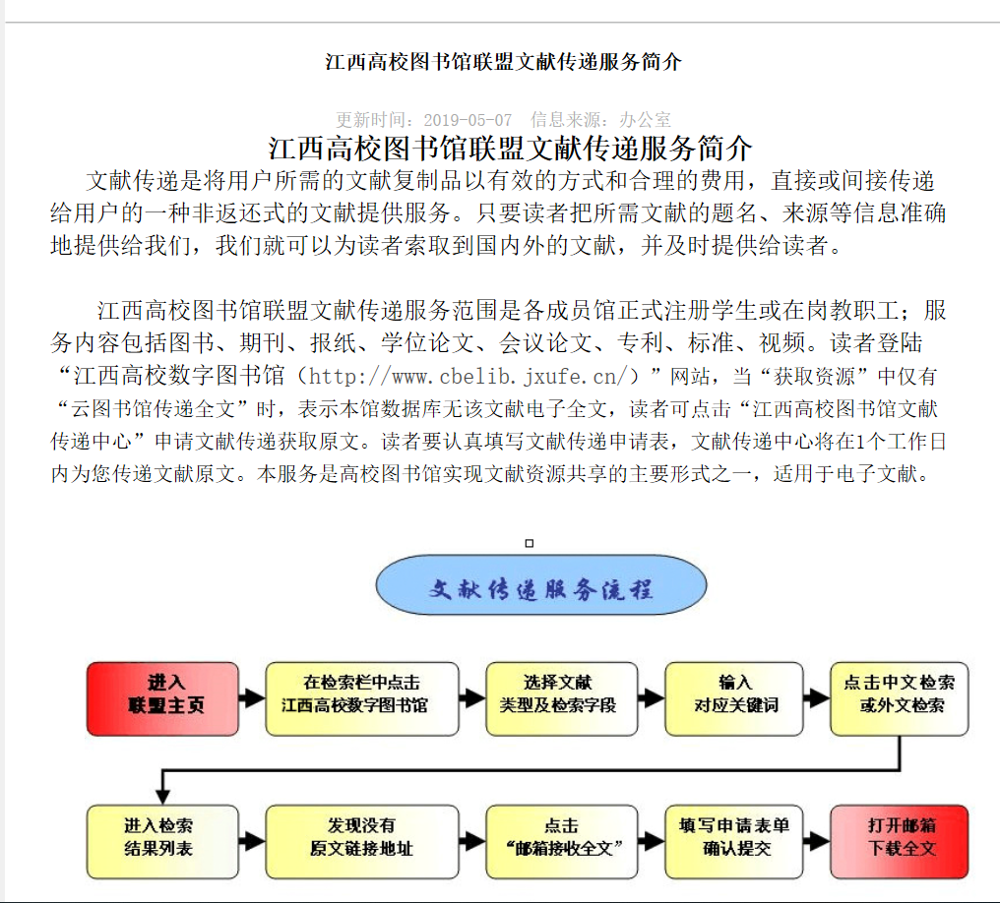 江西高校图书馆联盟文献传递服务简介
更新时间：2019-05-07 信息来源：办公室
江西高校图书馆联盟文献传递服务简介
文献传递是将用户所需的文献复制品以有效的方式和合理的费用，直接或间接传递
给用户的一种非返还式的文献提供服务。只要读者把所需文献的题名、来源等信息准确
地提供给我们，我们就可以为读者索取到国内外的文献，并及时提供给读者。
江西高校图书馆联盟文献传递服务范围是各成员馆正式注册学生或在岗教职工；服
务内容包括图书、期刊、报纸、学位论文、会议论文、专利、标准、视频。读者登陆
“江西高校数字图书馆（http://www.cbelib.jxufe.cn/）”网站，当“获取资源”中仅有
“云图书馆传递全文”时，表示本馆数据库无该文献电子全文，读者可点击“江西高校图书馆文献
传递中心”申请文献传递获取原文。读者要认真填写文献传递申请表，文献传递中心将在1个工作日
内为您传递文献原文。本服务是高校图书馆实现文献资源共享的主要形式之一，适用于电子文献。
文献传递服务流程
进入
联盟主页
在检索栏中点击
江西高校数字图书馆
选择文献
类型及检索字段
输入
对应关键词
点击中文检索
或外文检索
进入检索
结果列表
发现没有
原文链接地址
点击
“邮箱接收全文”
填写申请表单
确认提交
打开邮箱
下载全文